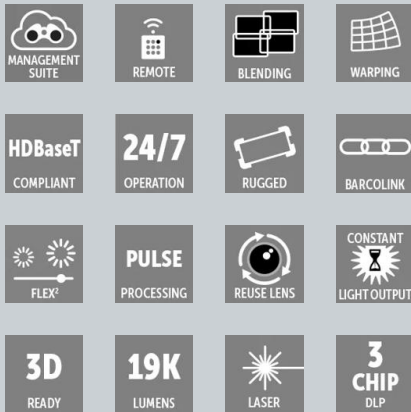 MANAGEMENT
SUITE
REMOTE
BLENDING
WARPING
HDBaseT
COMPLIANT
24/7
OPERATION
RUGGED
BARCOLINK
FLEX²
PULSE
PROCESSING
REUSE LENS
CONSTANT
LIGHT OUTPUT
3D
READY
19K
LUMENS
LASER
3
CHIP
DLP